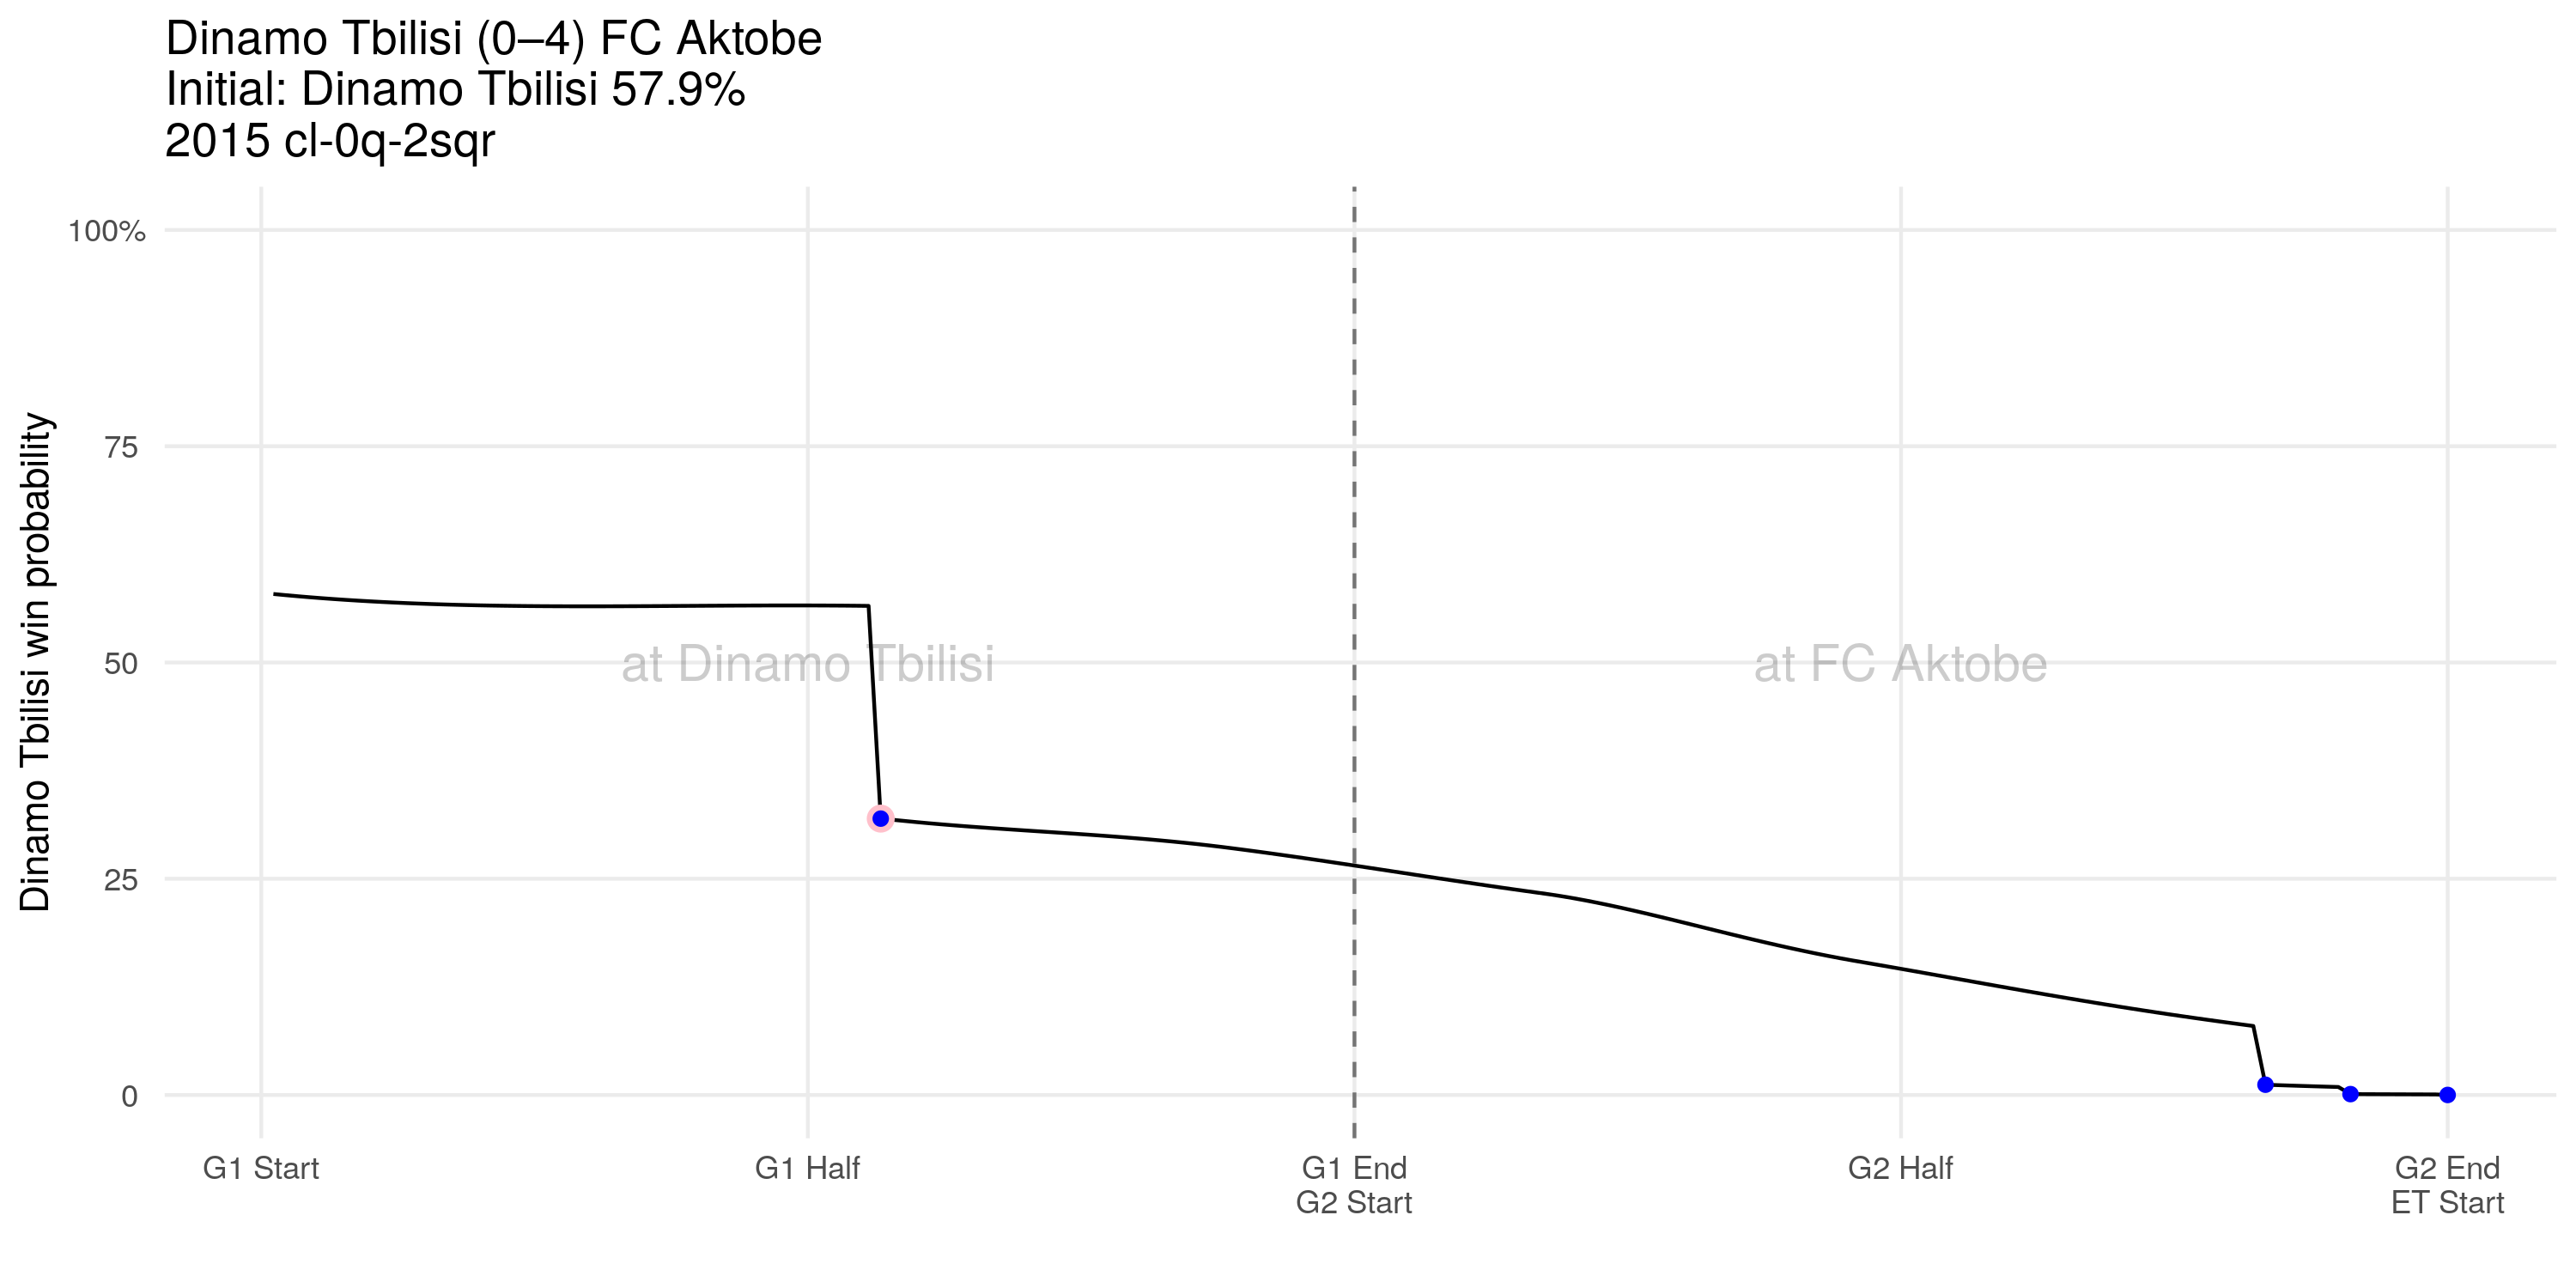 Dinamo Tbilisi (0–4) FC Aktobe
Initial: Dinamo Tbilisi 57.9%
2015 cl-0q-2sqr
Dinamo Tbilisi win probability
100%
75
50
25
0
at Dinamo Tbilisi
at FC Aktobe
G1 Start
G1 Half
G1 End
G2 Start
G2 Half
G2 End
ET Start